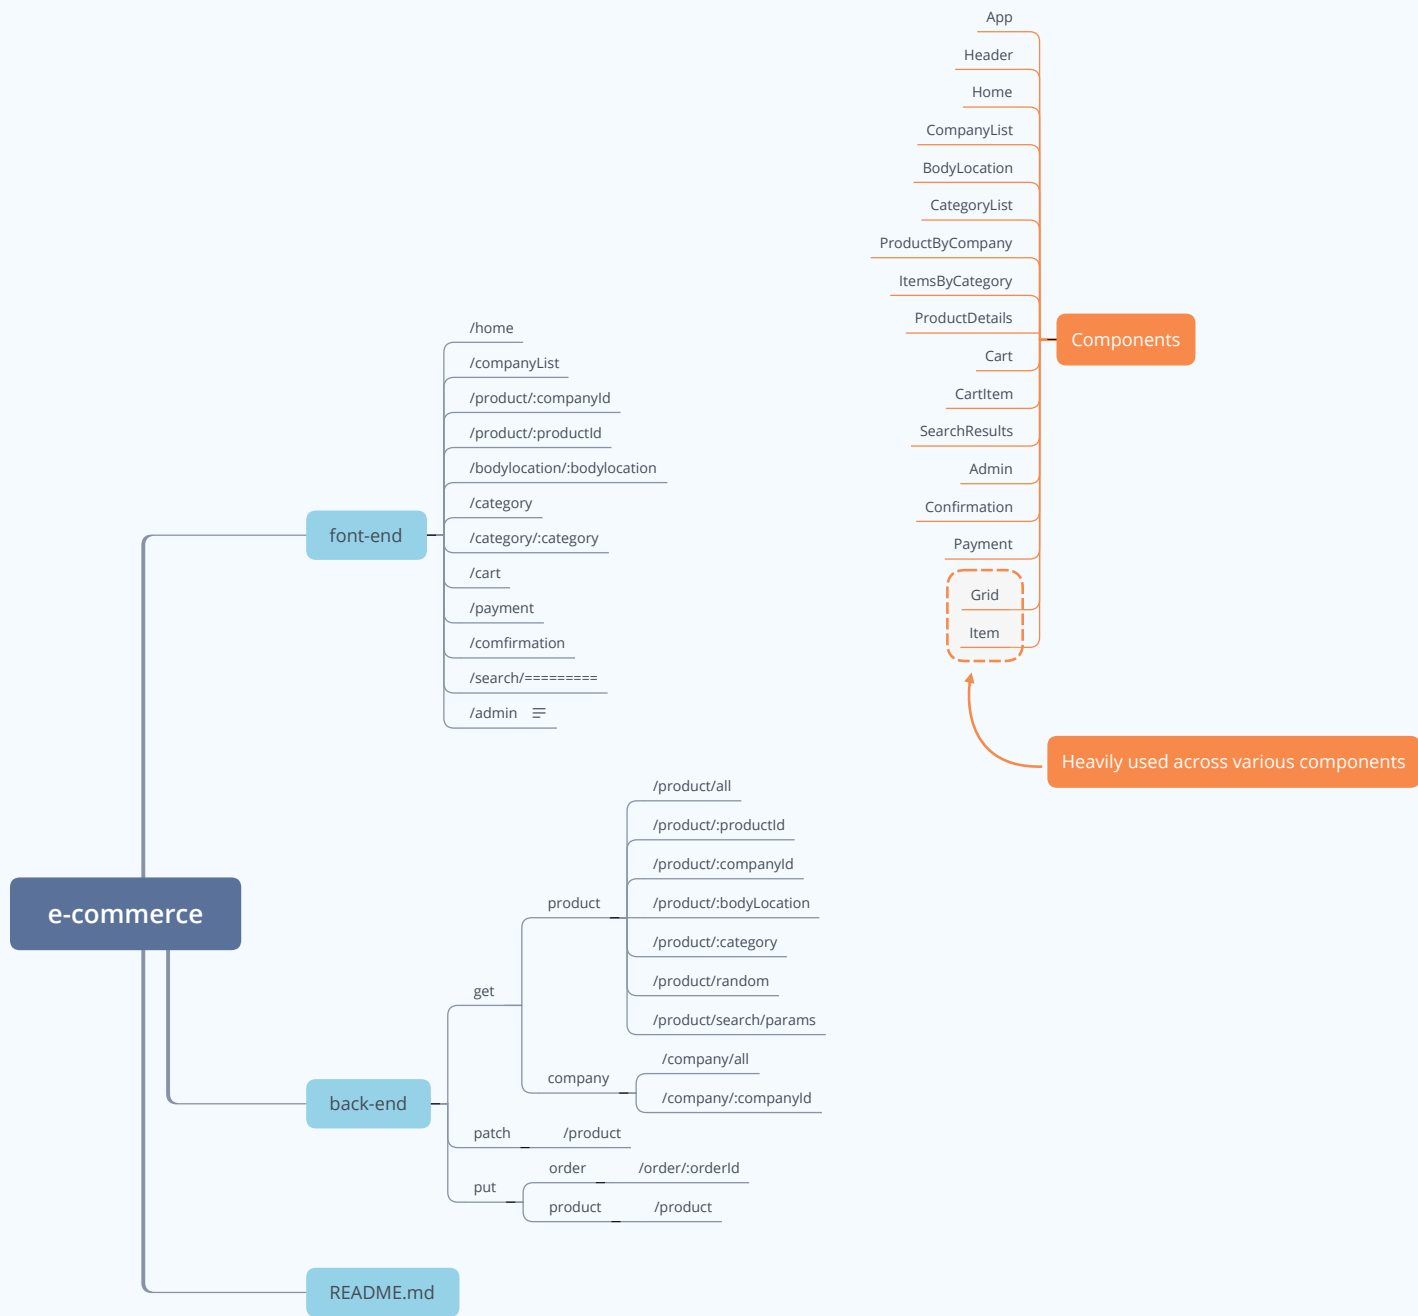 App
Header
Home
CompanyList
BodyLocation
CategoryList
ProductByCompany
ItemsByCategory
ProductDetails
Cart
CartItem
SearchResults
Admin
Confirmation
Payment
Grid
Item
Components
Heavily used across various components
e-commerce
font-end
/home
/companyList
/product/:companyId
/product/:productId
/bodylocation/:bodylocation
/category
/category/:category
/cart
/payment
/comfirmation
/search/=========
/admin
back-end
get
product
/product/all
/product/:productId
/product/:companyId
/product/:bodyLocation
/product/:category
/product/random
/product/search/params
company
/company/all
/company/:companyId
patch
/product
put
order
/order/:orderId
product
/product
README.md